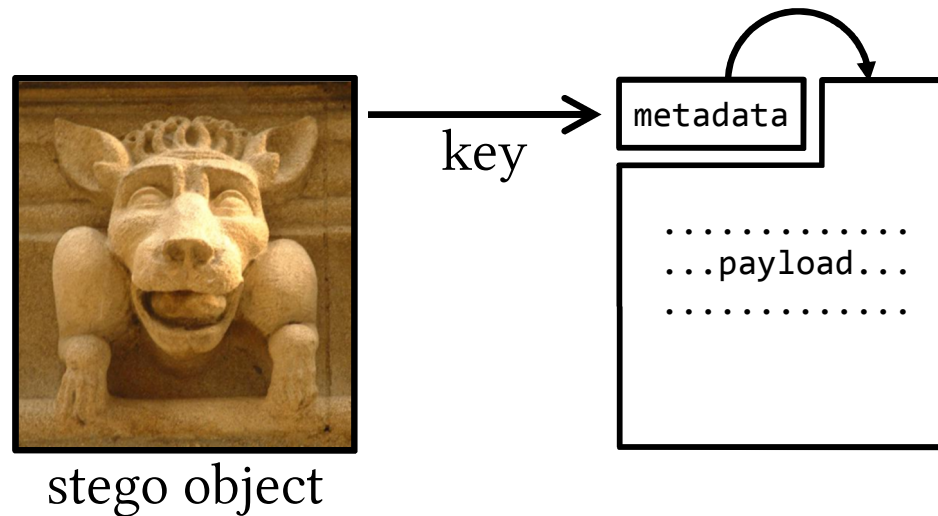 metadata
key
.............
...payload...
.............
stego object